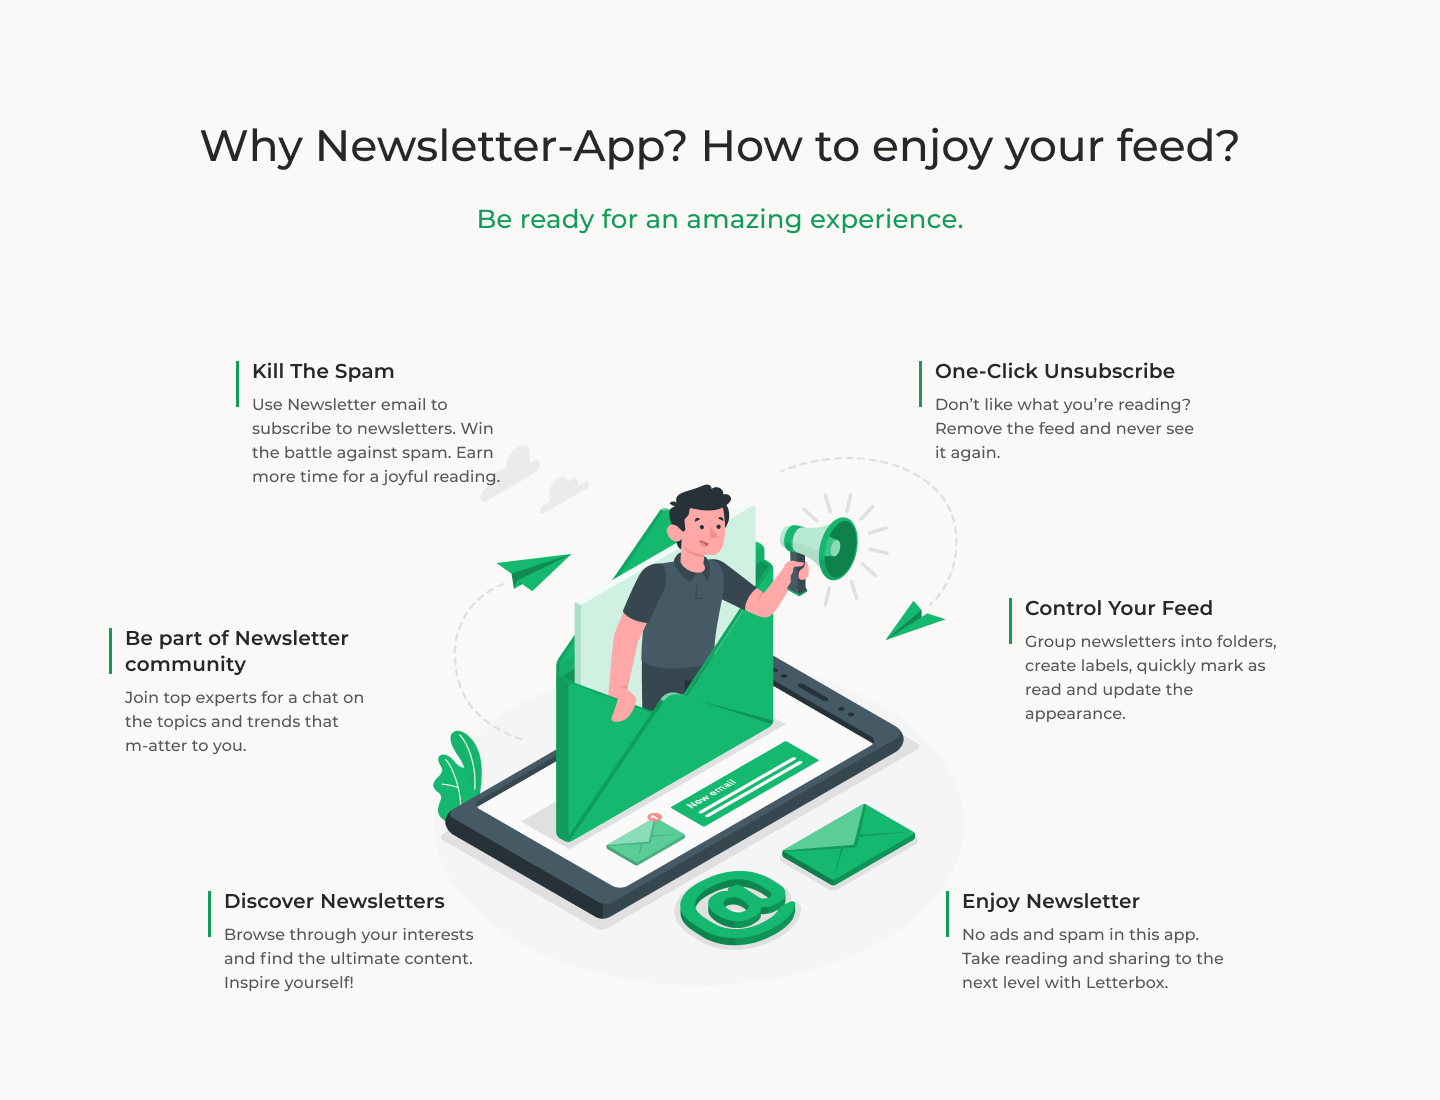 Why Newsletter-App? How to enjoy your feed?
Be ready for an amazing experience.
Kill The Spam
Use Newsletter email to
subscribe to newsletters. Win
the battle against spam. Earn
more time for a joyful reading.
One-Click Unsubscribe
Don’t like what you’re reading?
Remove the feed and never see
it again.
Be part of Newsletter
community
Join top experts for a chat on
the topics and trends that
m-atter to you.
Control Your Feed
Group newsletters into folders,
create labels, quickly mark as
read and update the
appearance.
New email
@
Discover Newsletters
Browse through your interests
and find the ultimate content.
Inspire yourself!
Enjoy Newsletter
No ads and spam in this app.
Take reading and sharing to the
next level with Letterbox.